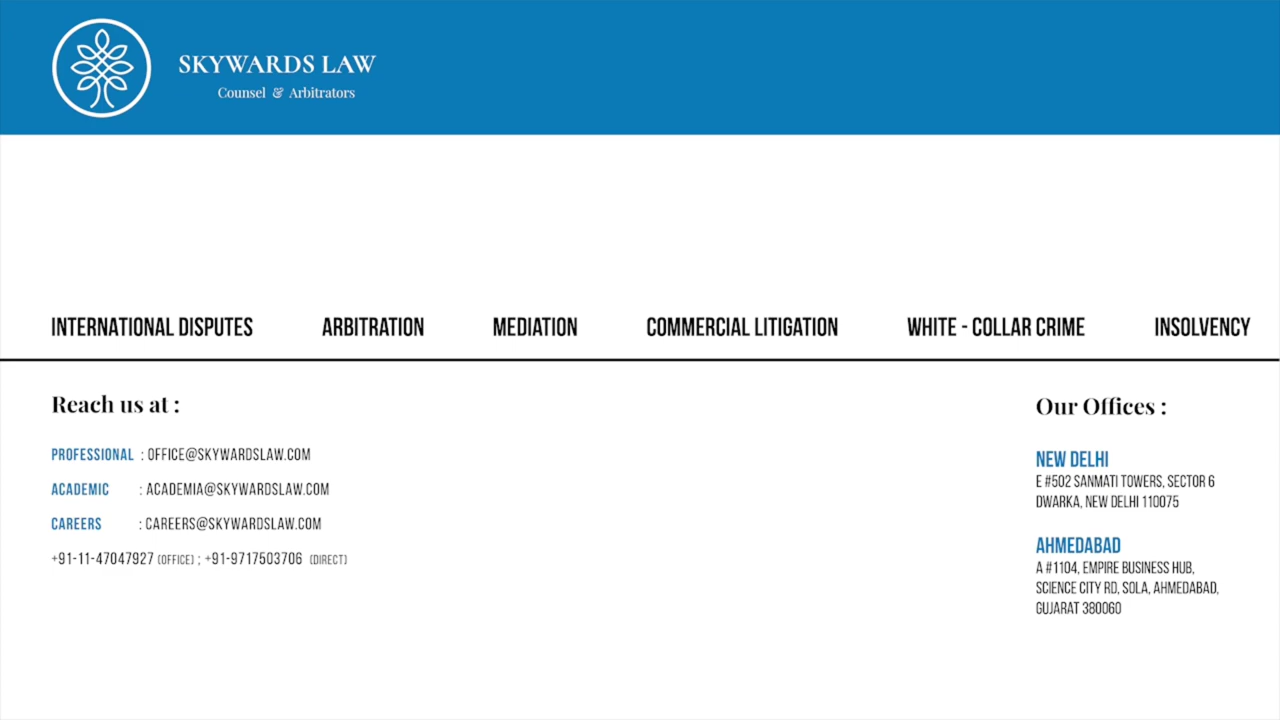 SKYWARDS LAW
Counsel & Arbitrators
INTERNATIONAL DISPUTES ARBITRATION MEDIATION COMMERCIAL LITIGATION WHITE - COLLAR CRIME INSOLVENCY
Reach us at :
PROFESSIONAL : OFFICE@SKYWARDSLAW.COM
ACADEMIC : ACADEMIA@SKYWARDSLAW.COM
CAREERS : CAREERS@SKYWARDSLAW.COM
+91-11-47047927 (OFFICE) ; +91-9717503706 (DIRECT)
Our Offices :
NEW DELHI
E #502 SANMATI TOWERS, SECTOR 6
DWARKA, NEW DELHI 110075
AHMEDABAD
A #1104, EMPIRE BUSINESS HUB,
SCIENCE CITY RD, SOLA, AHMEDABAD,
GUJARAT 380060